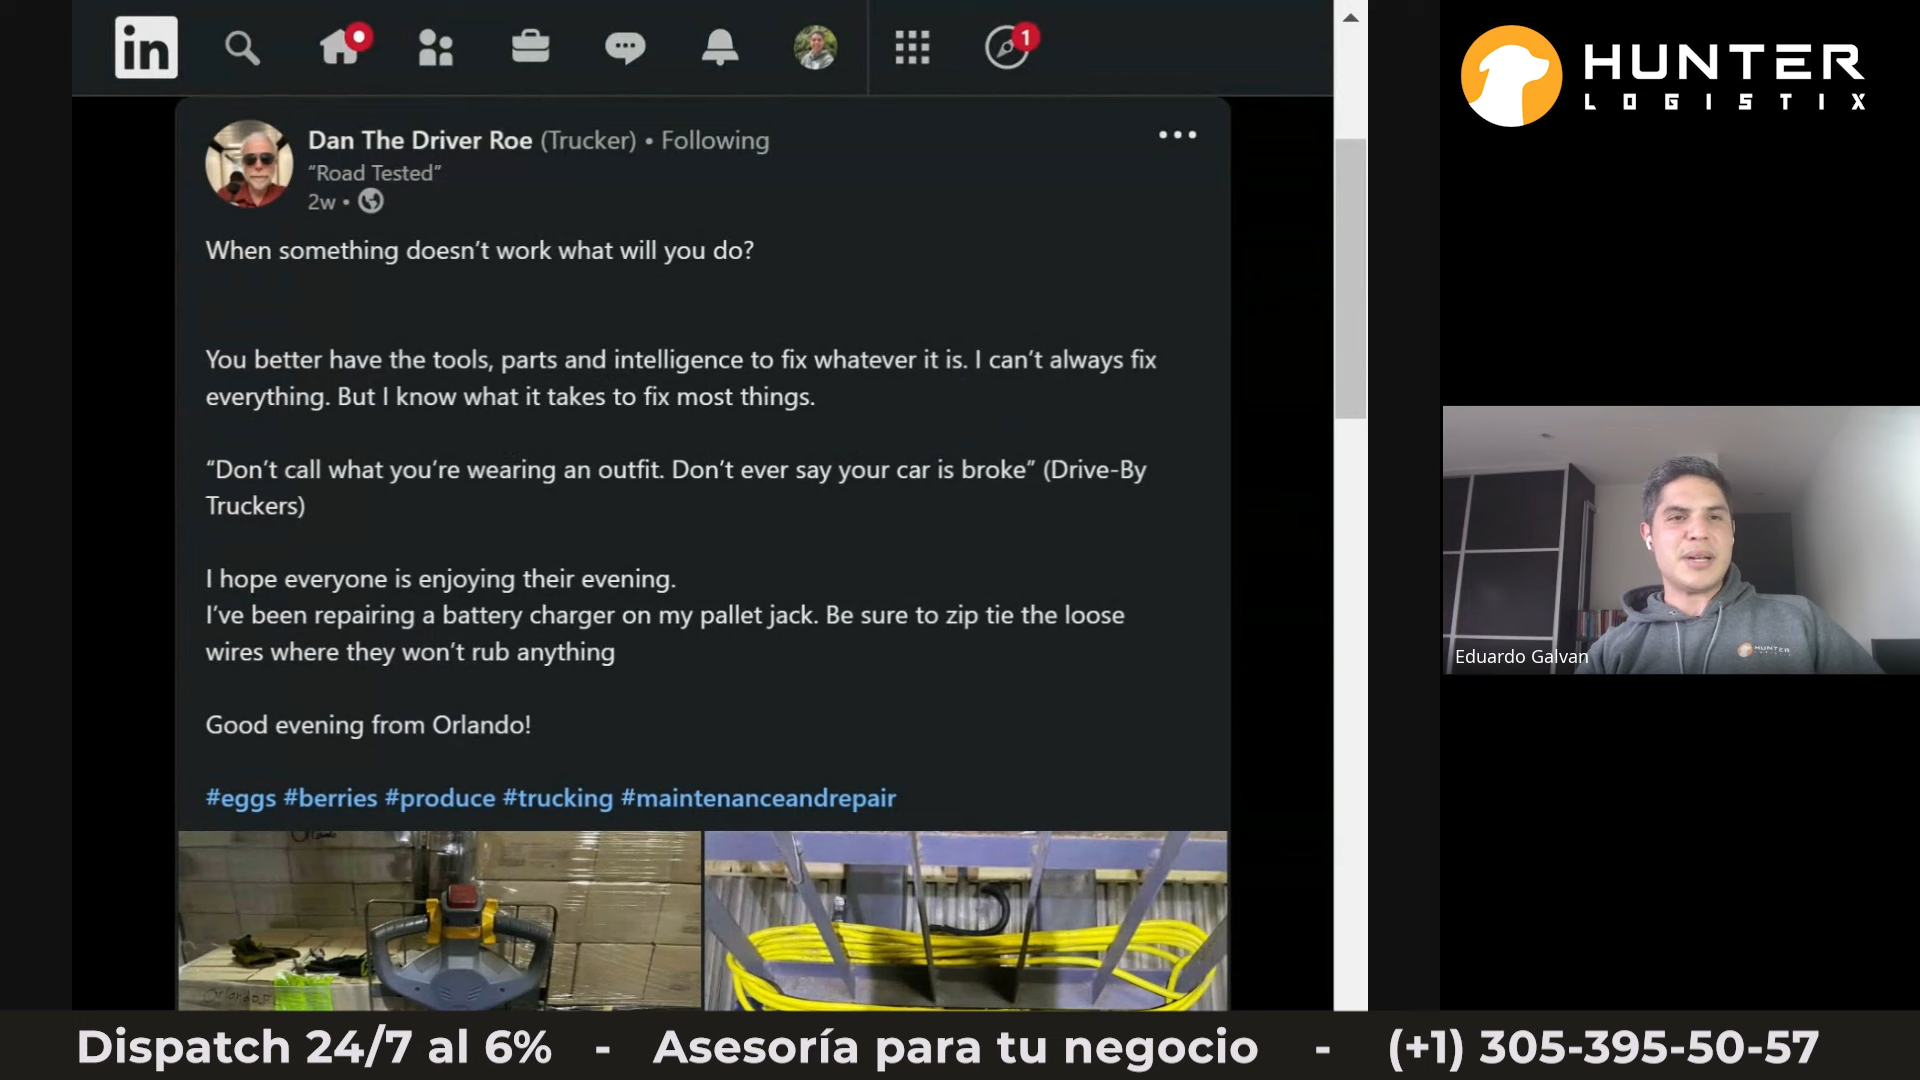 in
1
Dan The Driver Roe (Trucker) • Following
“Road Tested”
2w •
When something doesn’t work what will you do?
You better have the tools, parts and intelligence to fix whatever it is. I can’t always fix
everything. But I know what it takes to fix most things.
“Don’t call what you’re wearing an outfit. Don’t ever say your car is broke” (Drive-By
Truckers)
I hope everyone is enjoying their evening.
I’ve been repairing a battery charger on my pallet jack. Be sure to zip tie the loose
wires where they won’t rub anything
Good evening from Orlando!
#eggs #berries #produce #trucking #maintenanceandrepair
HUNTER
LOGISTIX
Eduardo Galvan
HUNTER
Dispatch 24/7 al 6% - Asesoría para tu negocio - (+1) 305-395-50-57